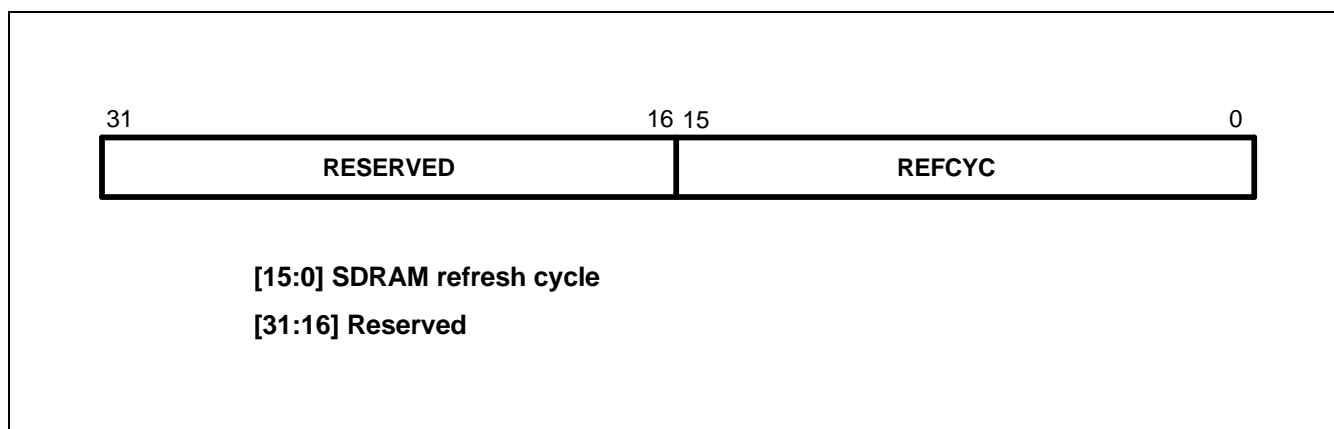 31 16 15 0
RESERVED REFCYC
[15:0] SDRAM refresh cycle
[31:16] Reserved